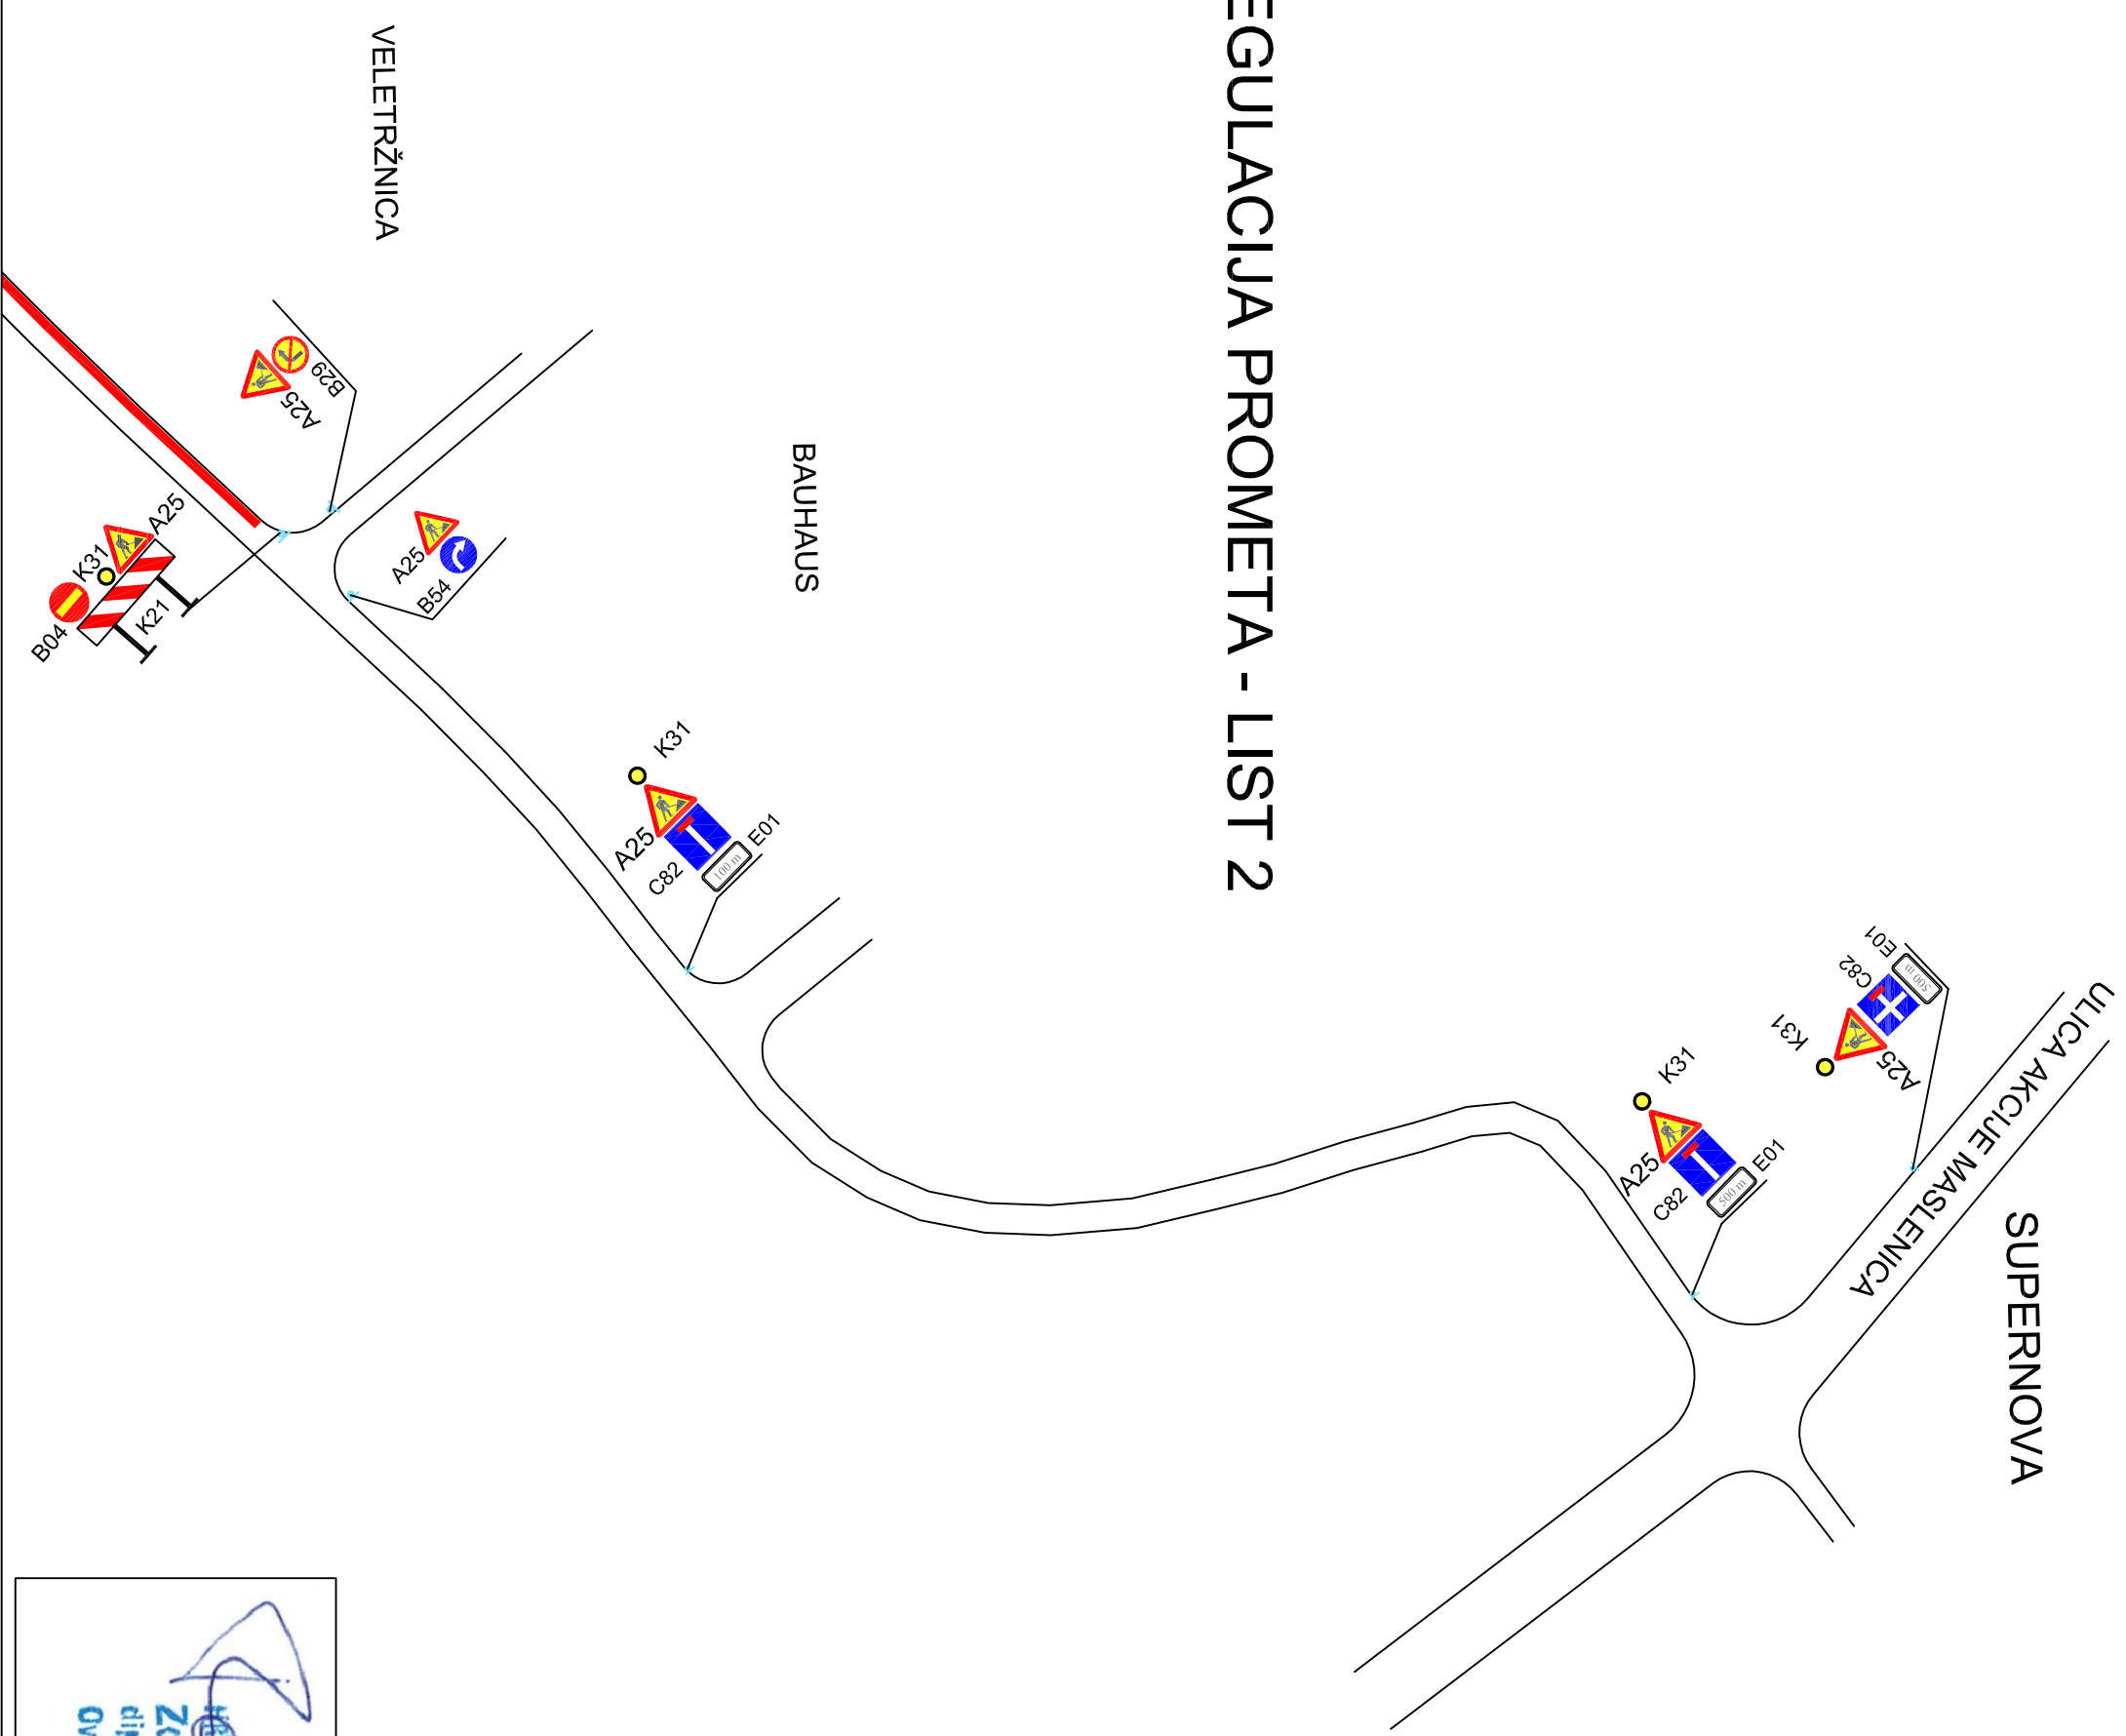 EGULACIJA PROMETA - LIST 2
VELETRŽNICA
B29
A25
A25
K31
K21
B04
A25
B54
BAUHAUS
K31
A25
C82
100 m
E01
E01
500 m
C82
K31
A25
K31
A25
C82
500 m
E01
ULICA AKCIJE MASLENICA
SUPERNOVA